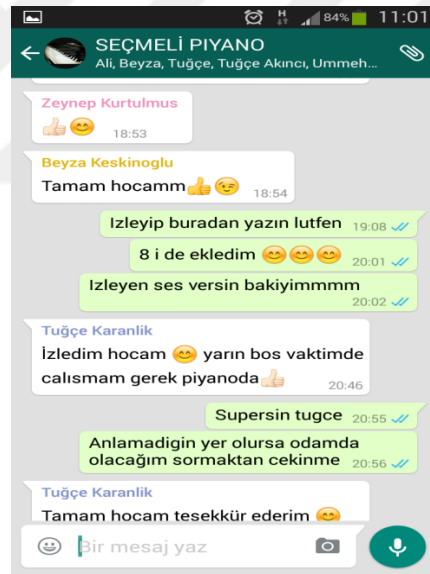 H 84% 11:01
SEÇMELİ PIYANO
Ali, Beyza, Tuğçe, Tuğçe Akıncı, Ummeh...
Zeynep Kurtulmus
👍😊 18:53
Beyza Keskinoglu
Tamam hocamm👍😉 18:54
Izleyip buradan yazın lutfen 19:08
8 i de ekledim 😊😊😊 20:01
Izleyen ses versin bakiyimmmm
20:02
Tuğçe Karanlik
İzledim hocam 😊 yarın bos vaktimde
calısmam gerek piyanoda👍 20:46
Supersin tugce 20:55
Anlamadigin yer olursa odamda
olacağım sormaktan cekinme 20:56
Tuğçe Karanlik
Tamam hocam tesekkür ederim 😊
Bir mesaj yaz